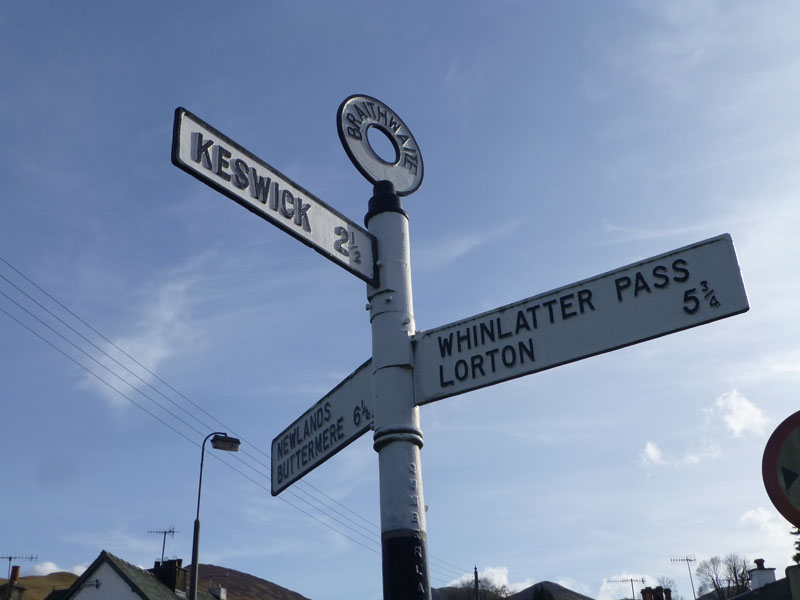 BRAITHWAITE
KESWICK 2½
WHINLATTER PASS
LORTON 5¾
NEWLANDS
BUTTERMERE 6½